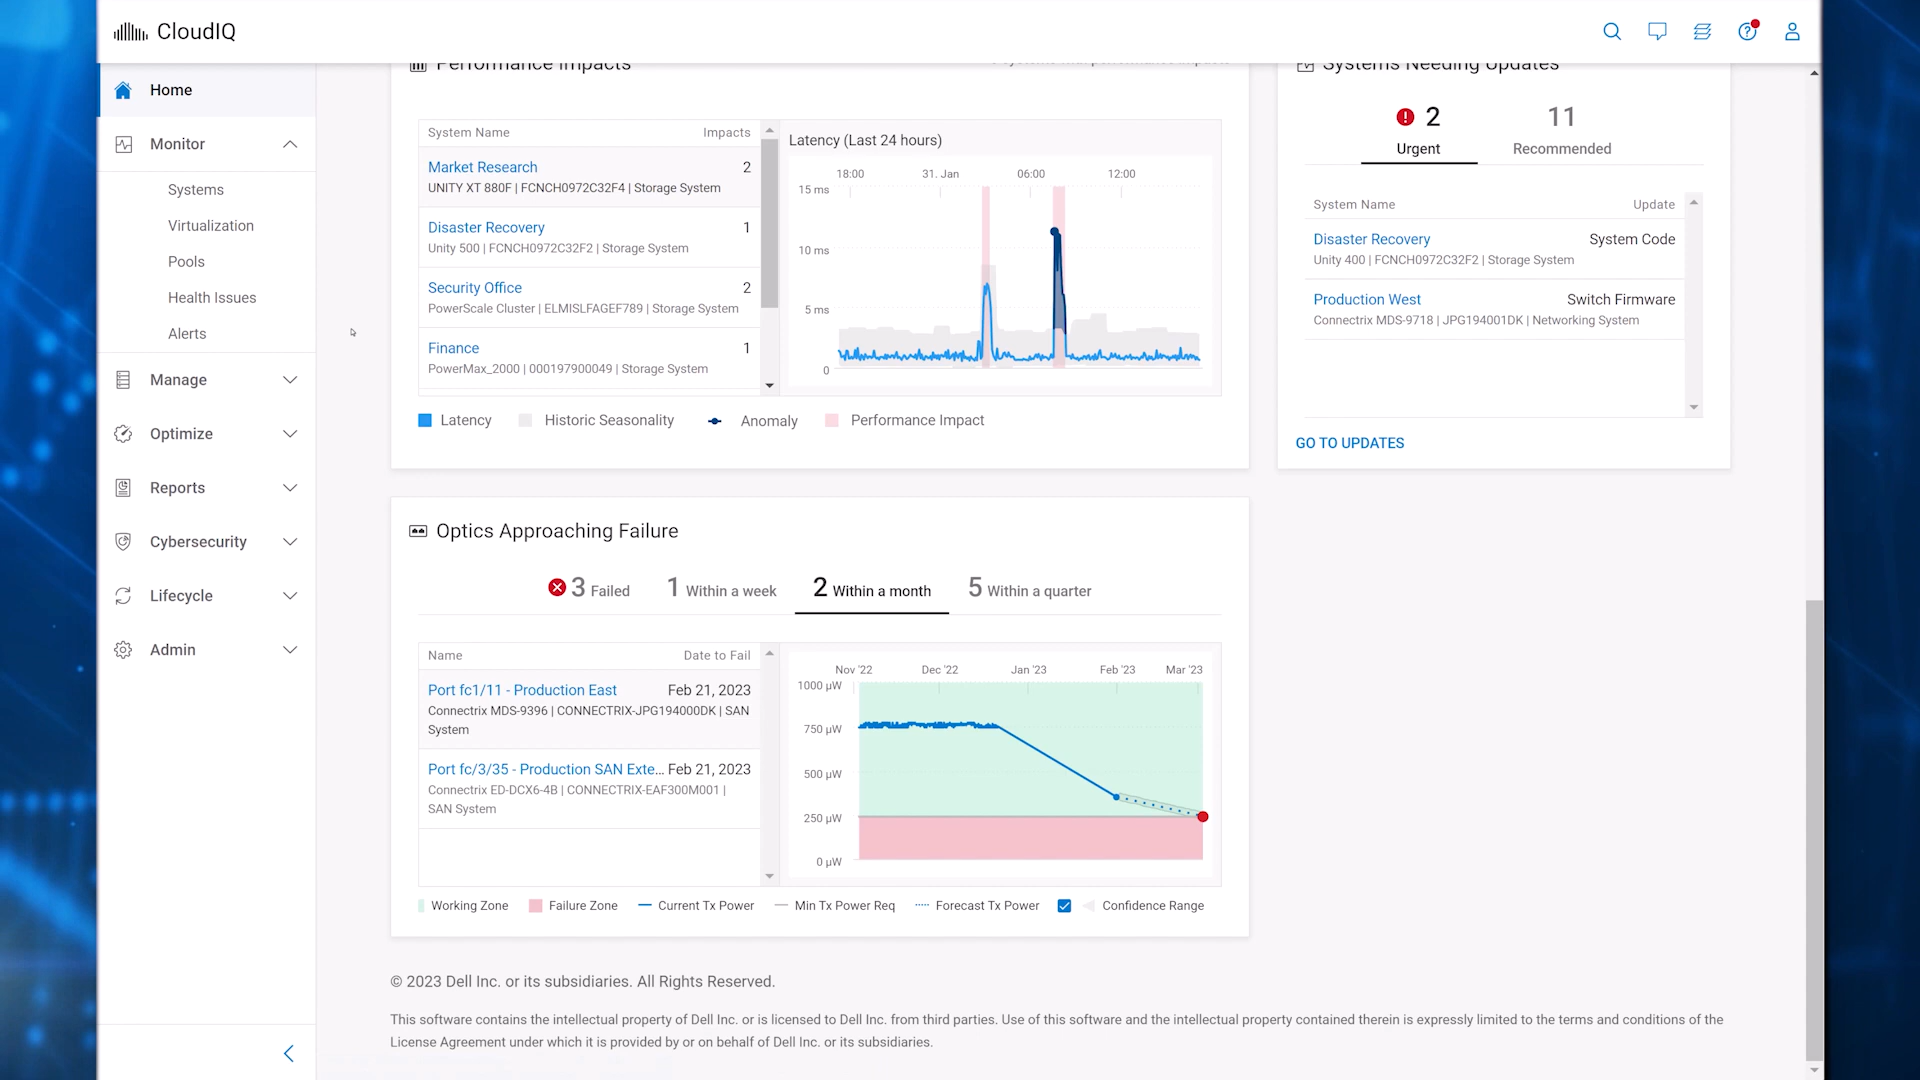 CloudIQ
Home
Monitor
Systems
Virtualization
Pools
Health Issues
Alerts
Manage
Optimize
Reports
Cybersecurity
Lifecycle
Admin
Performance Impacts
System Name Impacts
Market Research 2
UNITY XT 880F | FCNCH0972C32F4 | Storage System
Disaster Recovery 1
Unity 500 | FCNCH0972C32F2 | Storage System
Security Office 2
PowerScale Cluster | ELMISLFAGEF789 | Storage System
Finance 1
PowerMax_2000 | 000197900049 | Storage System
Latency (Last 24 hours)
18:00 31. Jan 06:00 12:00
15 ms
10 ms
5 ms
0
Latency Historic Seasonality Anomaly Performance Impact
Systems Needing Updates
2 11
Urgent Recommended
System Name Update
Disaster Recovery System Code
Unity 400 | FCNCH0972C32F2 | Storage System
Production West Switch Firmware
Connectrix MDS-9718 | JPG194001DK | Networking System
GO TO UPDATES
Optics Approaching Failure
3 Failed 1 Within a week 2 Within a month 5 Within a quarter
Name Date to Fail
Port fc1/11 - Production East Feb 21, 2023
Connectrix MDS-9396 | CONNECTRIX-JPG194000DK | SAN
System
Port fc/3/35 - Production SAN Exte... Feb 21, 2023
Connectrix ED-DCX6-4B | CONNECTRIX-EAF300M001 |
SAN System
Nov '22 Dec '22 Jan '23 Feb '23 Mar '23
1000 µW
750 µW
500 µW
250 µW
0 µW
Working Zone Failure Zone Current Tx Power Min Tx Power Req Forecast Tx Power Confidence Range
© 2023 Dell Inc. or its subsidiaries. All Rights Reserved.
This software contains the intellectual property of Dell Inc. or is licensed to Dell Inc. from third parties. Use of this software and the intellectual property contained therein is expressly limited to the terms and conditions of the
License Agreement under which it is provided by or on behalf of Dell Inc. or its subsidiaries.